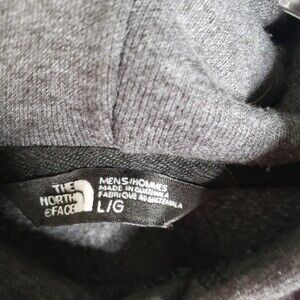 THE
NORTH
FACE
MENS/HOMMES
MADE IN GUATEMALA
FABRIQUE AU GUATEMALA
L/G